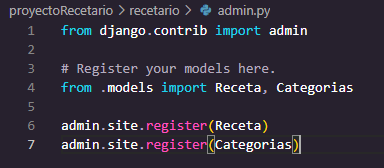 proyectoRecetario > recetario > admin.py
1 from django.contrib import admin
2
3 # Register your models here.
4 from .models import Receta, Categorias
5
6 admin.site.register(Receta)
7 admin.site.register(Categorias)